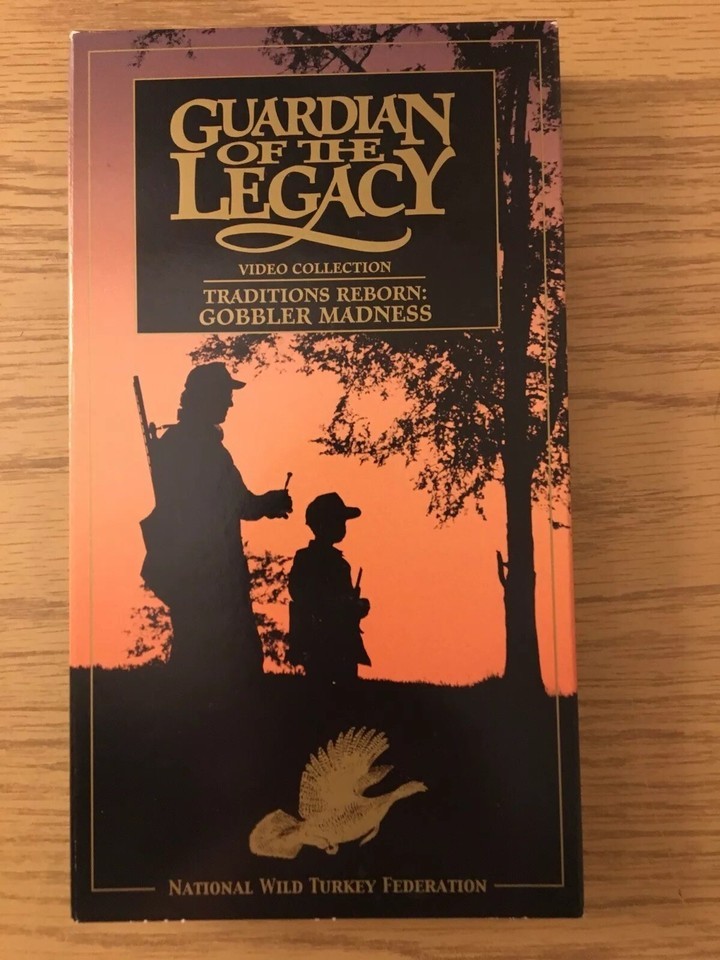 GUARDIAN
OF THE
LEGACY
VIDEO COLLECTION
TRADITIONS REBORN:
GOBBLER MADNESS
NATIONAL WILD TURKEY FEDERATION